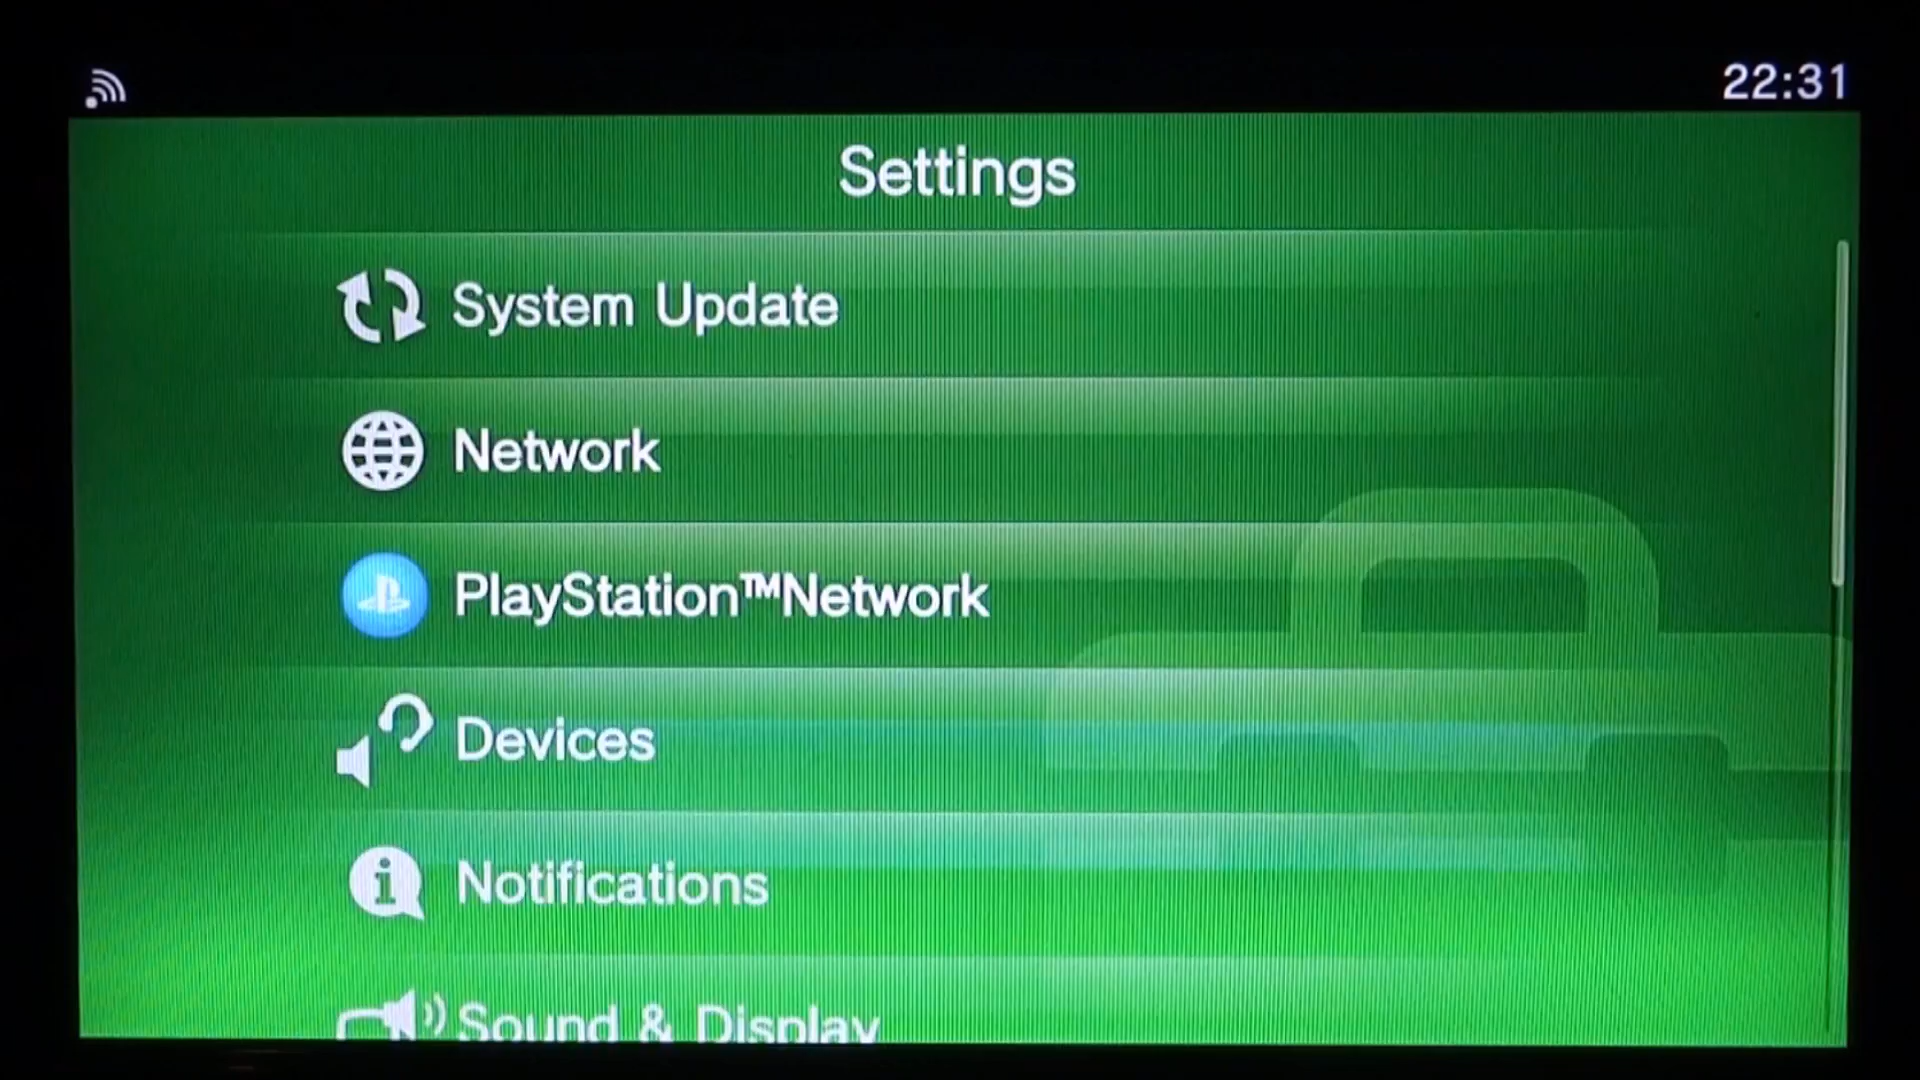 22:31
Settings
System Update
Network
PlayStation™Network
Devices
Notifications
Sound & Display